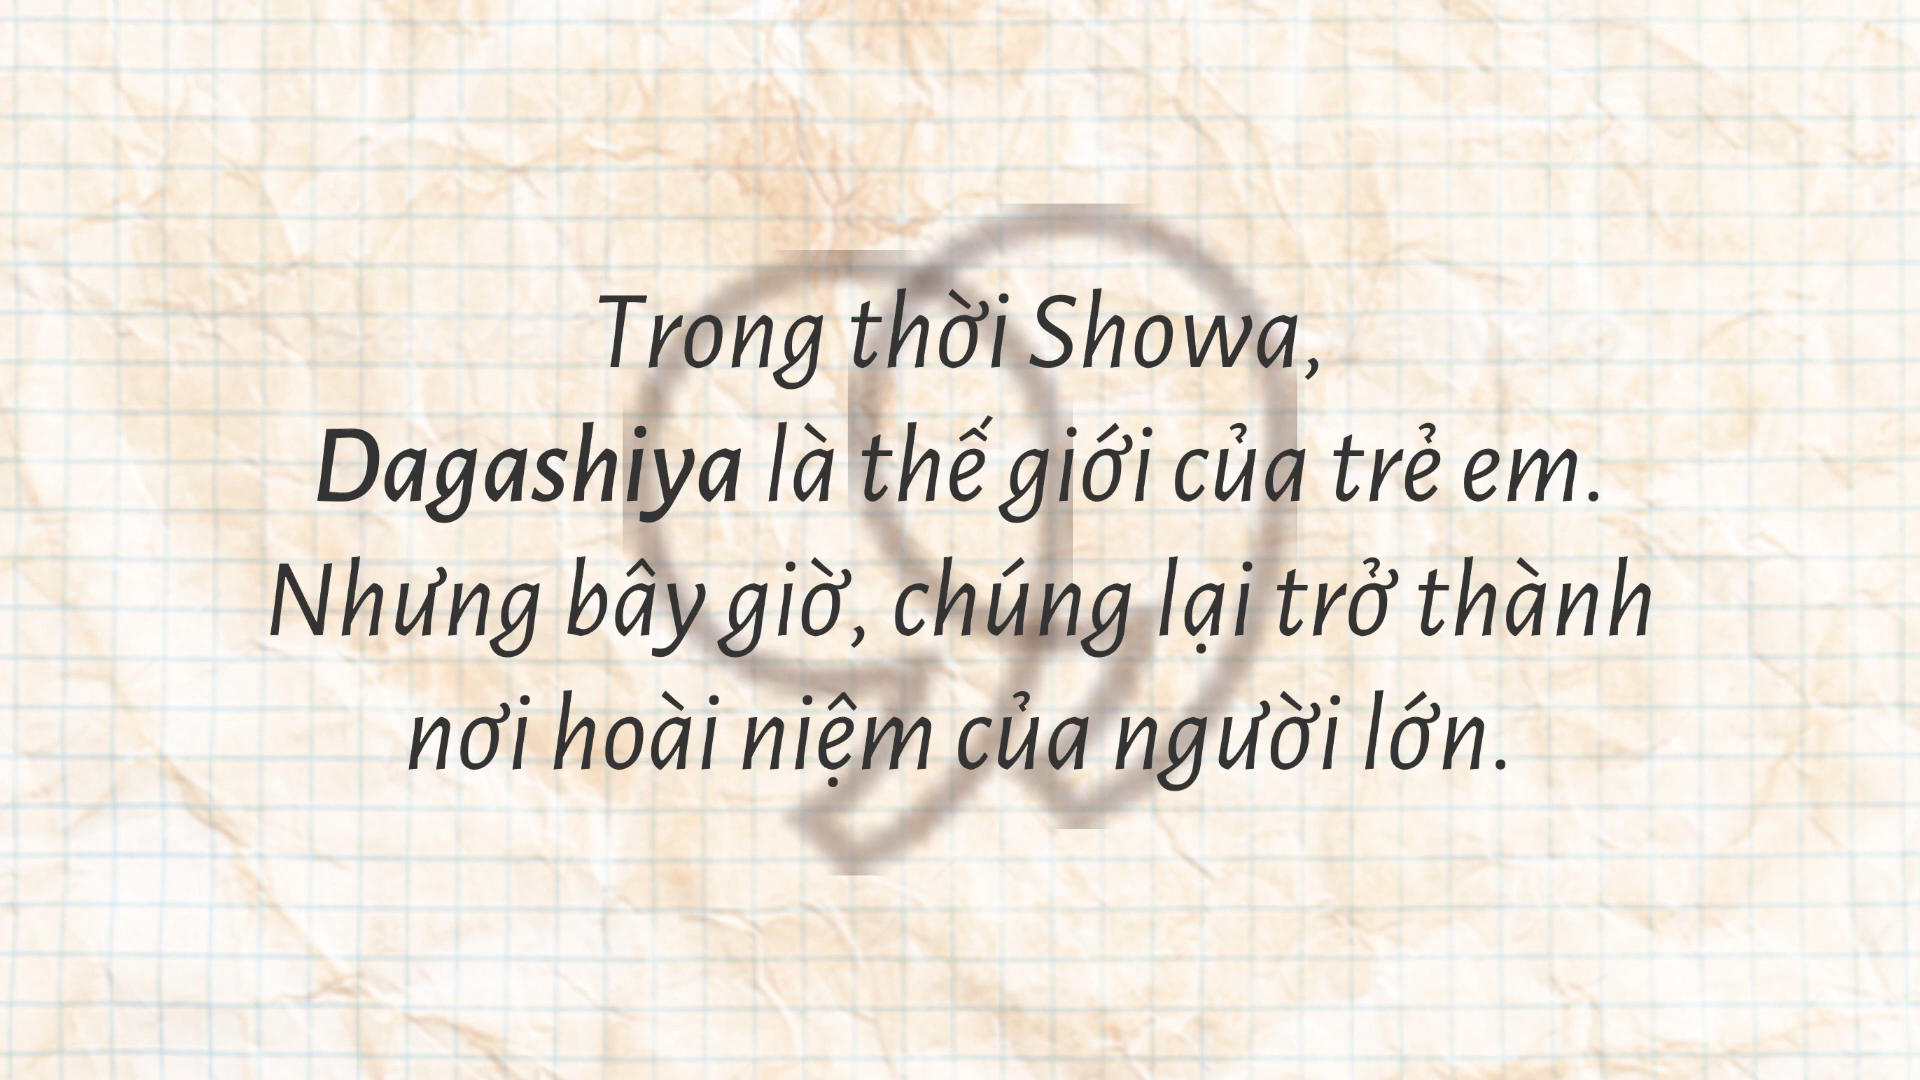 Trong thời Showa,
Dagashiya là thế giới của trẻ em.
Nhưng bây giờ, chúng lại trở thành
nơi hoài niệm của người lớn.